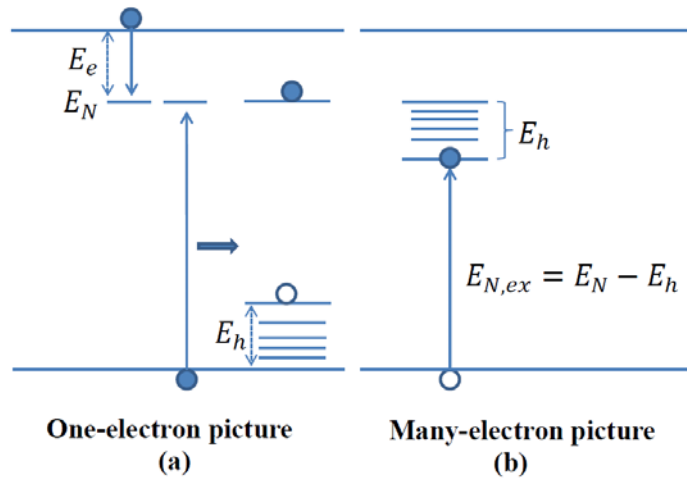 E_e
E_N
E_h
E_h
E_{N,ex} = E_N − E_h
One-electron picture
(a)
Many-electron picture
(b)